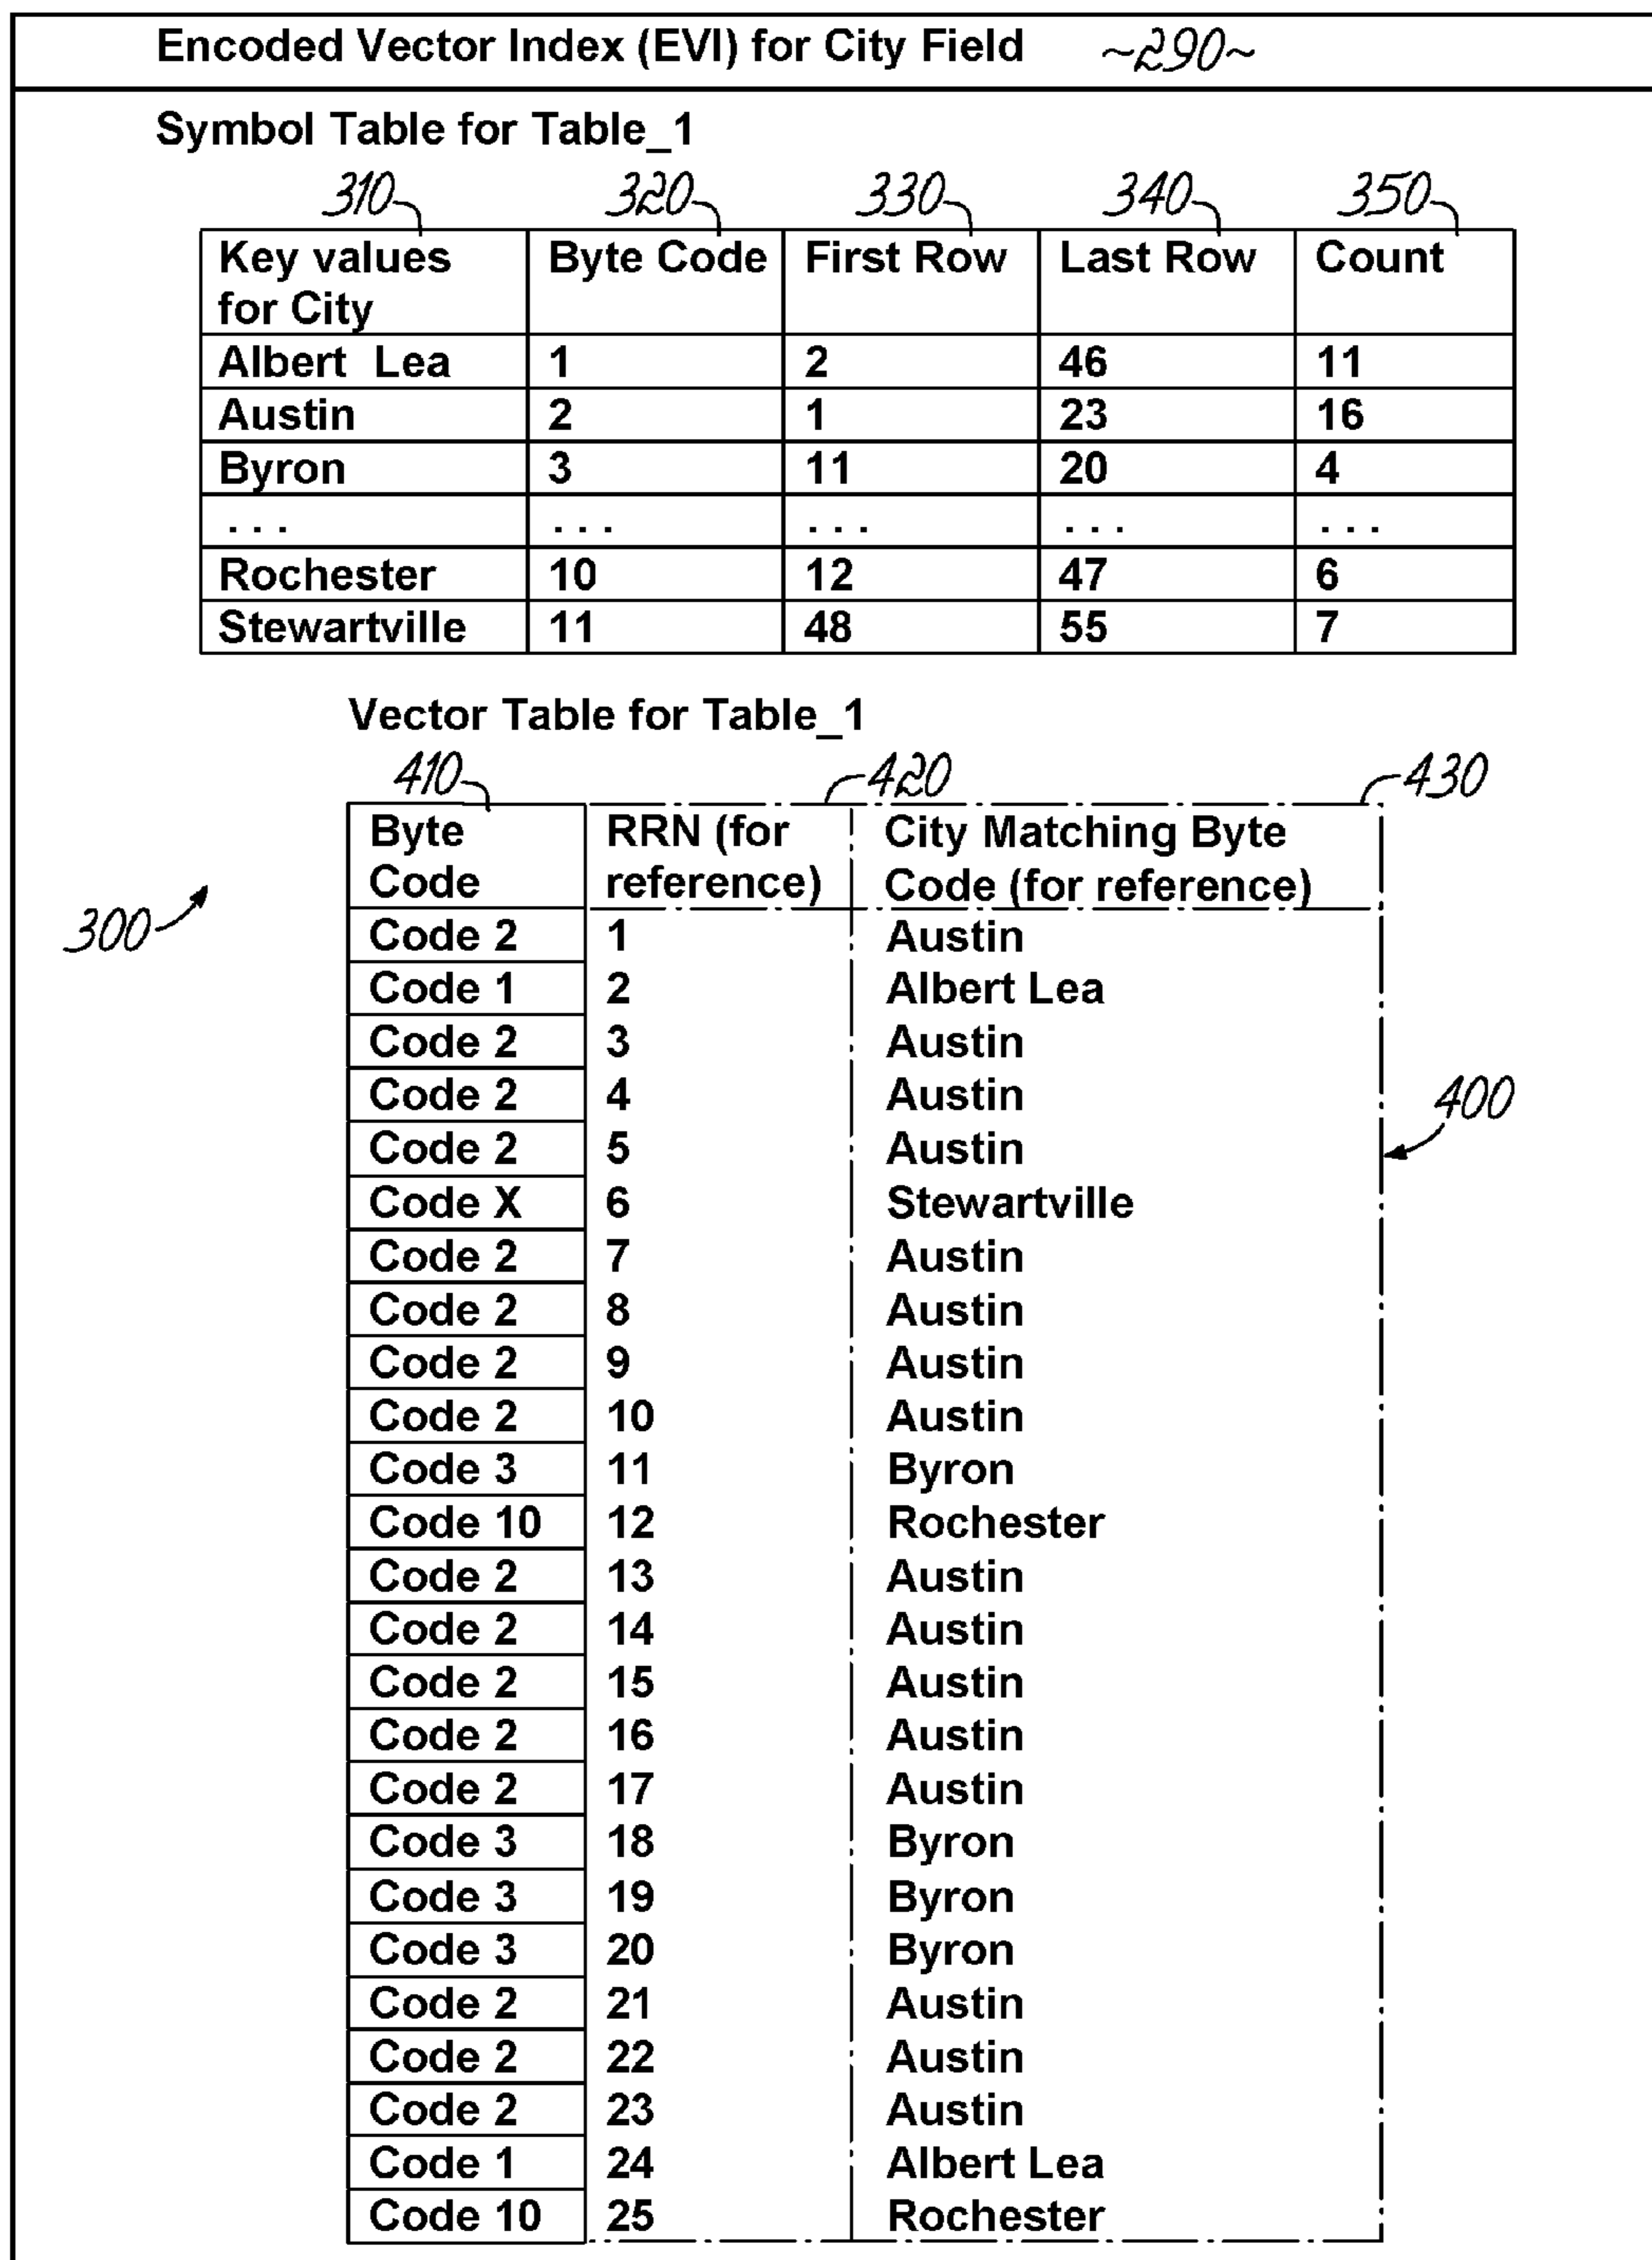 Encoded Vector Index (EVI) for City Field ~290~
Symbol Table for Table_1
310 320 330 340 350
Key values for City Byte Code First Row Last Row Count
Albert Lea 1 2 46 11
Austin 2 1 23 16
Byron 3 11 20 4
. . . . . . . . . . . . . . .
Rochester 10 12 47 6
Stewartville 11 48 55 7
Vector Table for Table_1
410 420 430
Byte Code RRN (for reference) City Matching Byte Code (for reference)
300
400
Code 2 1 Austin
Code 1 2 Albert Lea
Code 2 3 Austin
Code 2 4 Austin
Code 2 5 Austin
Code X 6 Stewartville
Code 2 7 Austin
Code 2 8 Austin
Code 2 9 Austin
Code 2 10 Austin
Code 3 11 Byron
Code 10 12 Rochester
Code 2 13 Austin
Code 2 14 Austin
Code 2 15 Austin
Code 2 16 Austin
Code 2 17 Austin
Code 3 18 Byron
Code 3 19 Byron
Code 3 20 Byron
Code 2 21 Austin
Code 2 22 Austin
Code 2 23 Austin
Code 1 24 Albert Lea
Code 10 25 Rochester